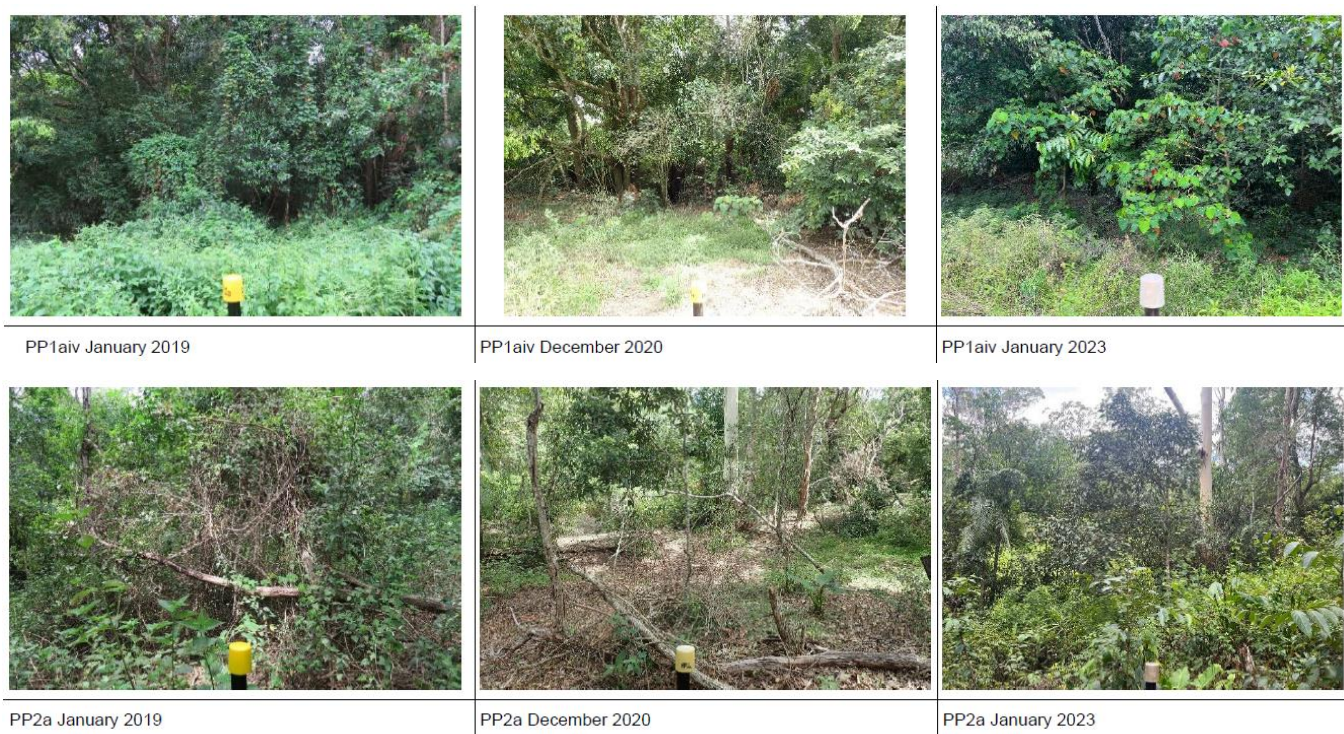 PP1aiv January 2019
PP1aiv December 2020
PP1aiv January 2023
PP2a January 2019
PP2a December 2020
PP2a January 2023